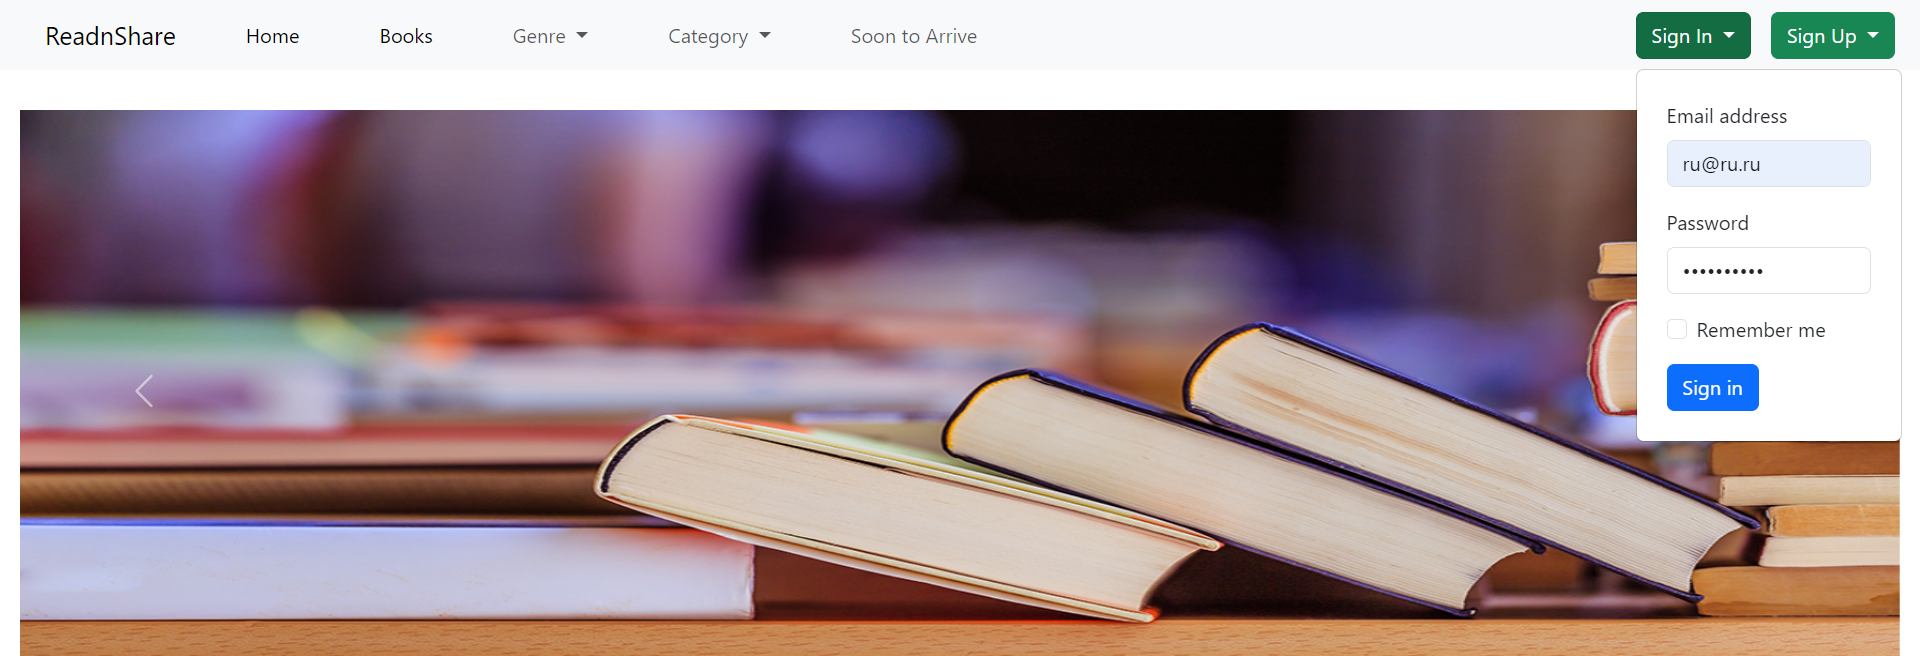 ReadnShare Home Books Genre Category Soon to Arrive Sign In Sign Up
Email address
ru@ru.ru
Password
••••••••••
Remember me
Sign in